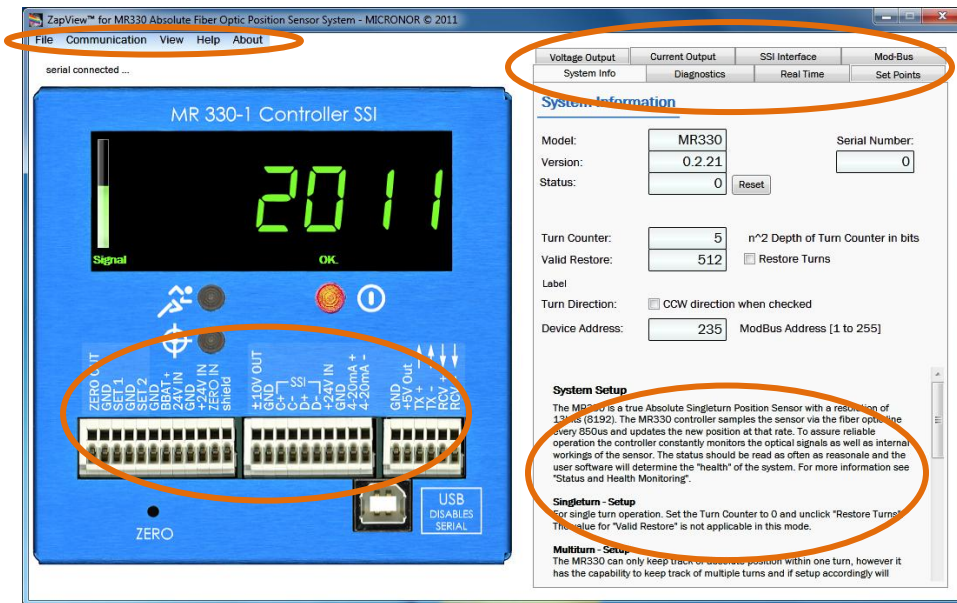 ZapView™ for MR330 Absolute Fiber Optic Position Sensor System - MICRONOR © 2011
File Communication View Help About
serial connected ...
MR 330-1 Controller SSI
2011
Signal
OK.
ZERO OUT
GND
SET 1
GND
SET 2
GND
BBAT+
24V IN
GND
+24V IN
ZERO IN
shield
±10V OUT
GND
C+
C-
SSI
D+
D-
+24V IN
GND
4-20mA +
4-20mA -
GND
+5V Out
TX +
TX -
RCV +
RCV -
ZERO
USB
DISABLES
SERIAL
Voltage Output Current Output SSI Interface Mod-Bus
System Info Diagnostics Real Time Set Points
System Information
Model: MR330 Serial Number:
Version: 0.2.21 0
Status: 0 Reset
Turn Counter: 5 n^2 Depth of Turn Counter in bits
Valid Restore: 512 Restore Turns
Label
Turn Direction: CCW direction when checked
Device Address: 235 ModBus Address [1 to 255]
System Setup
The MR330 is a true Absolute Singleturn Position Sensor with a resolution of
13bits (8192). The MR330 controller samples the sensor via the fiber optic line
every 850us and updates the new position at that rate. To assure reliable
operation the controller constantly monitors the optical signals as well as internal
workings of the sensor. The status should be read as often as reasonale and the
user software will determine the "health" of the system. For more information see
"Status and Health Monitoring".
Singleturn - Setup
For single turn operation. Set the Turn Counter to 0 and unclick "Restore Turns"
The value for "Valid Restore" is not applicable in this mode.
Multiturn - Setup
The MR330 can only keep track of absolute position within one turn, however it
has the capability to keep track of multiple turns and if setup accordingly will